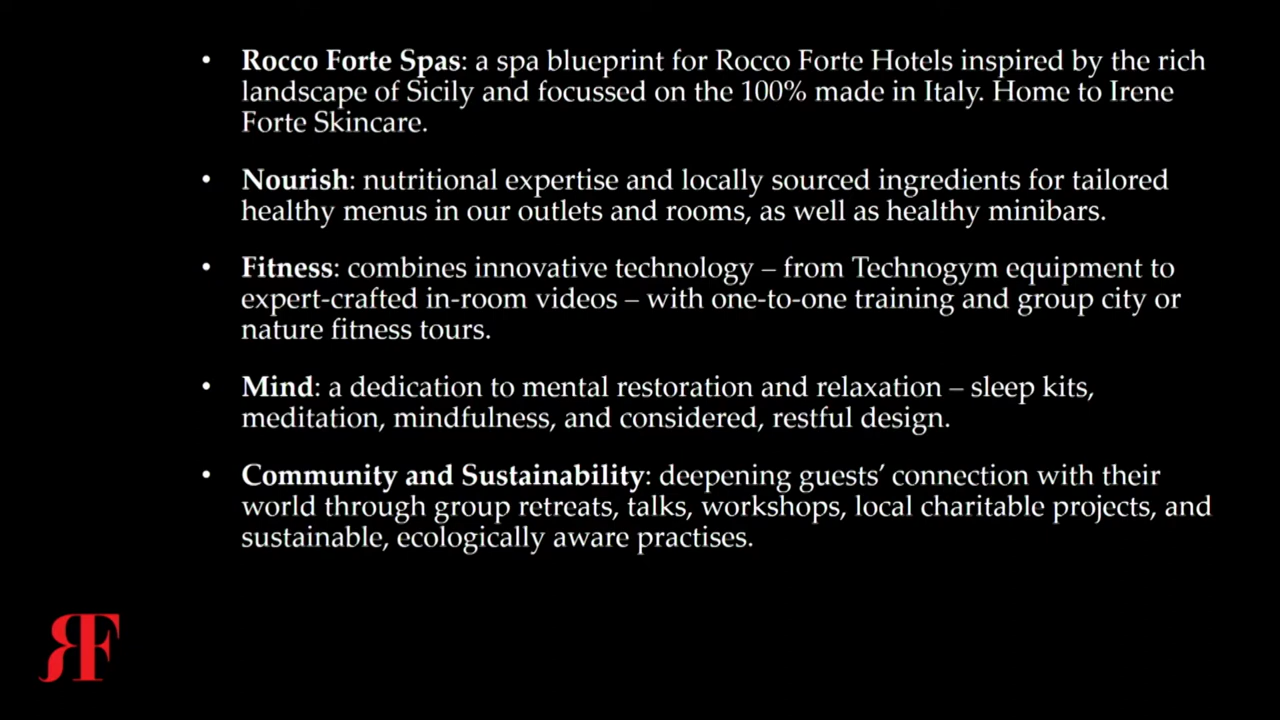 • Rocco Forte Spas: a spa blueprint for Rocco Forte Hotels inspired by the rich
landscape of Sicily and focussed on the 100% made in Italy. Home to Irene
Forte Skincare.
• Nourish: nutritional expertise and locally sourced ingredients for tailored
healthy menus in our outlets and rooms, as well as healthy minibars.
• Fitness: combines innovative technology – from Technogym equipment to
expert-crafted in-room videos – with one-to-one training and group city or
nature fitness tours.
• Mind: a dedication to mental restoration and relaxation – sleep kits,
meditation, mindfulness, and considered, restful design.
• Community and Sustainability: deepening guests’ connection with their
world through group retreats, talks, workshops, local charitable projects, and
sustainable, ecologically aware practises.
RF